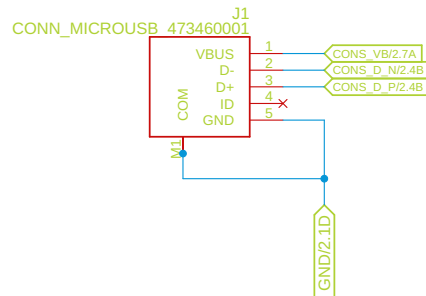 J1
CONN_MICROUSB_473460001
VBUS 1 CONS_VB/2.7A
D- 2 CONS_D_N/2.4B
D+ 3 CONS_D_P/2.4B
ID 4
GND 5
COM
M1
GND/2.1D